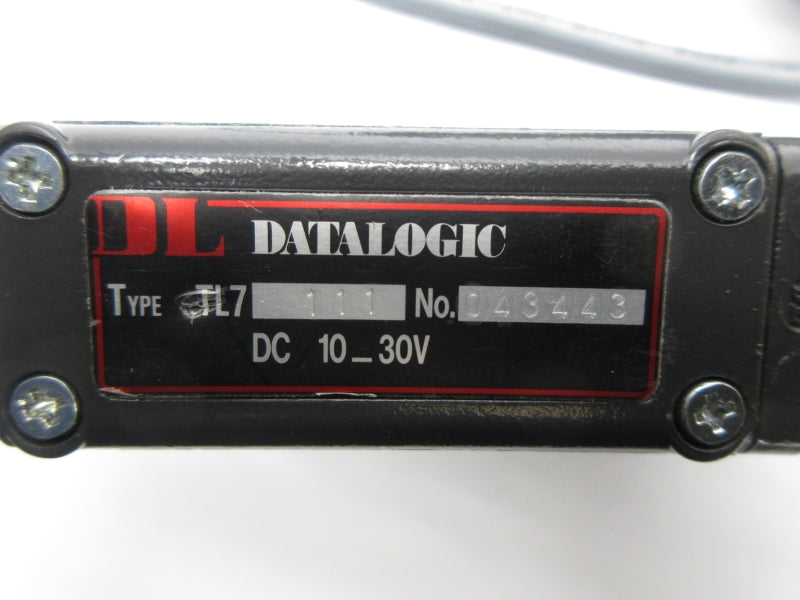 DL DATALOGIC
TYPE TL7 - 111 No. 043443
DC 10_30V